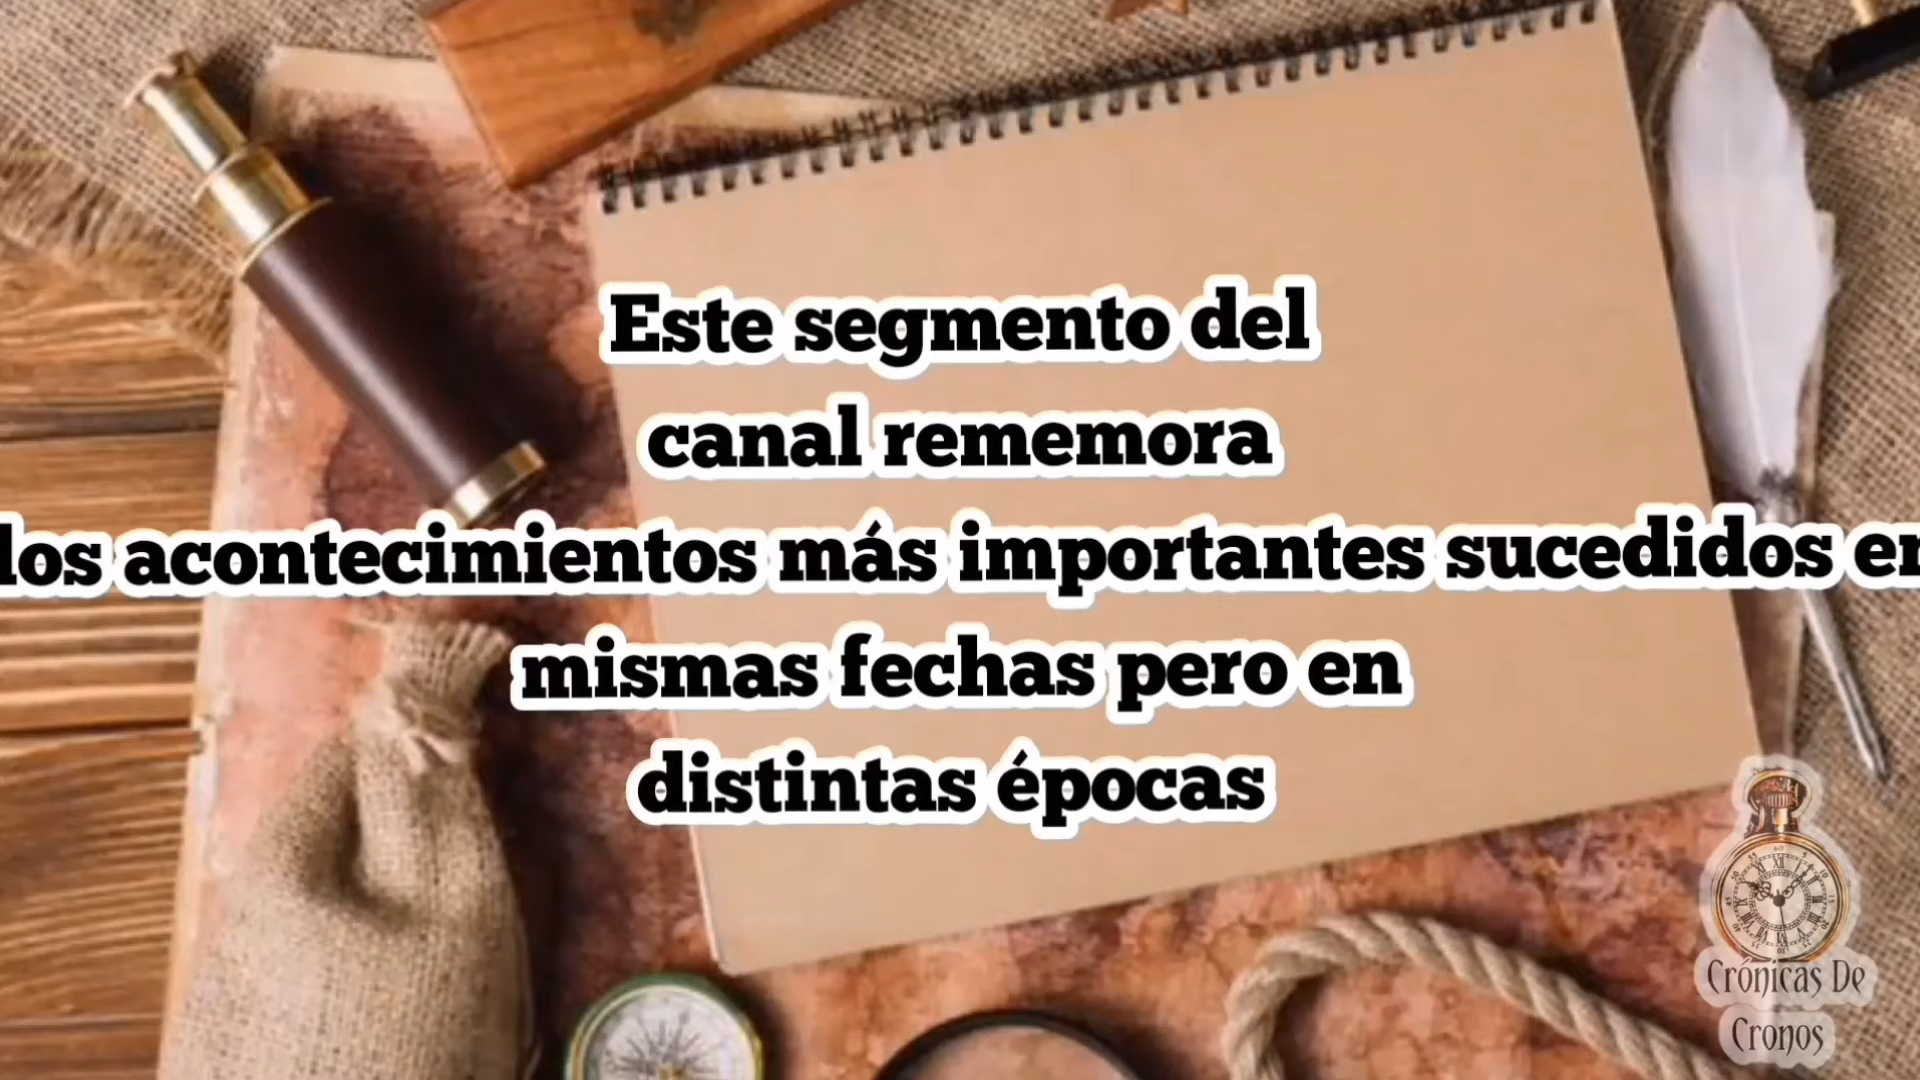 Este segmento del
canal rememora
los acontecimientos más importantes sucedidos en
mismas fechas pero en
distintas épocas
Crónicas De
Cronos